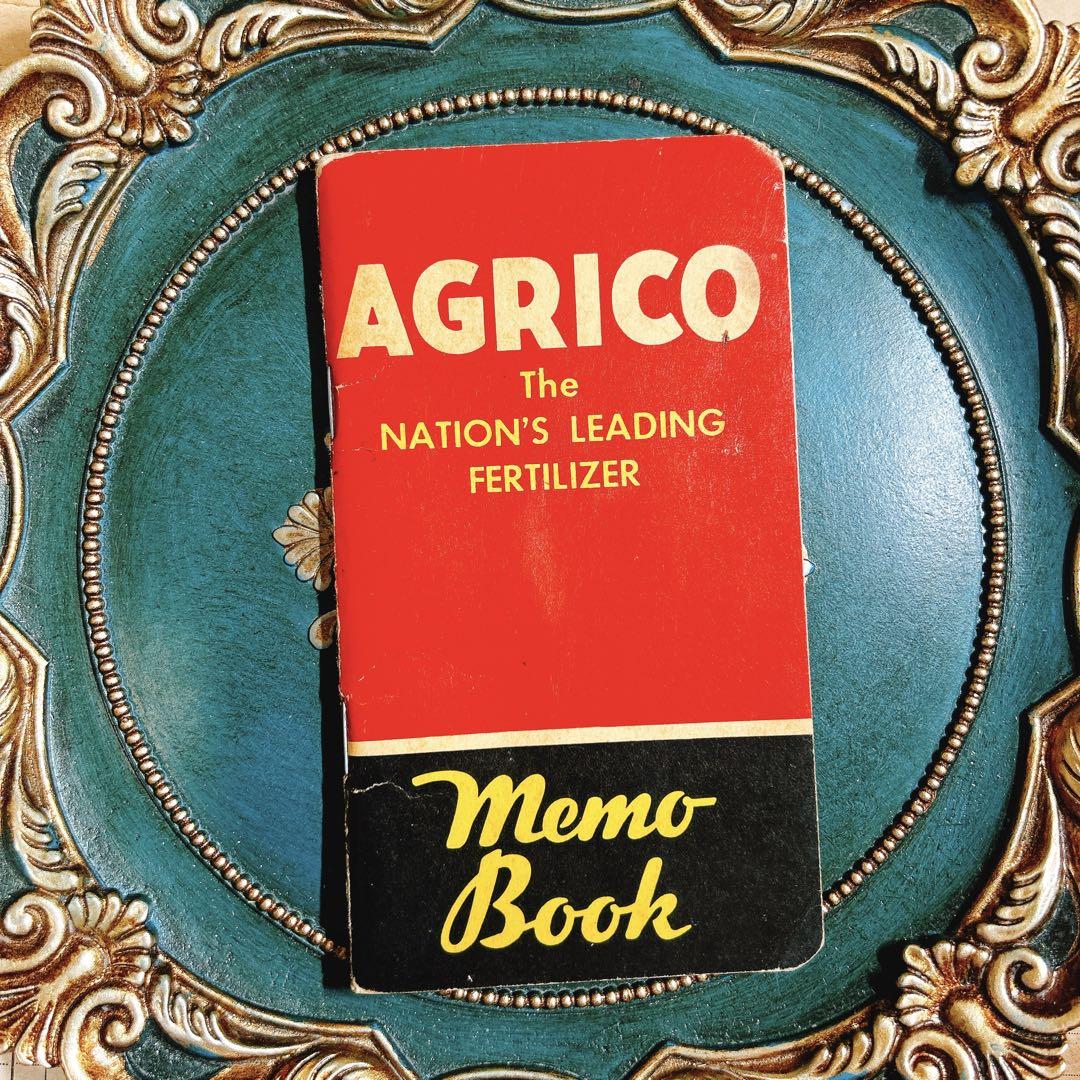 AGRICO
The
NATION'S LEADING
FERTILIZER
Memo
Book